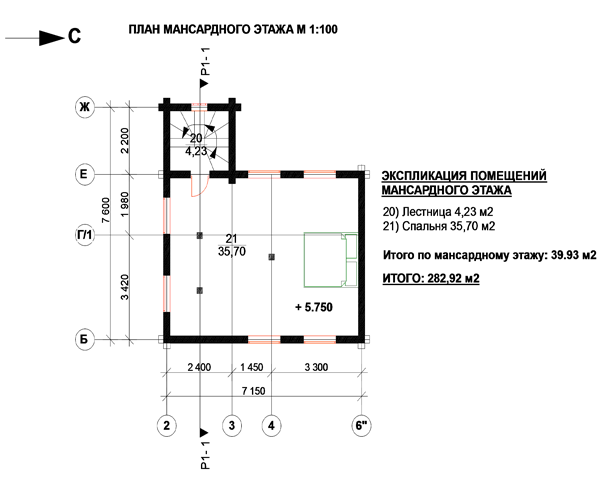 С
ПЛАН МАНСАРДНОГО ЭТАЖА М 1:100
Р1- 1
Ж
2 200
20
4,23
Е
ЭКСПЛИКАЦИЯ ПОМЕЩЕНИЙ
МАНСАРДНОГО ЭТАЖА
20) Лестница 4,23 м2
21) Спальня 35,70 м2
Итого по мансардному этажу: 39.93 м2
ИТОГО: 282,92 м2
7 600
1 980
Г/1
21
35,70
3 420
+ 5.750
Б
2 400
1 450
3 300
7 150
2
3
4
6"
Р1- 1